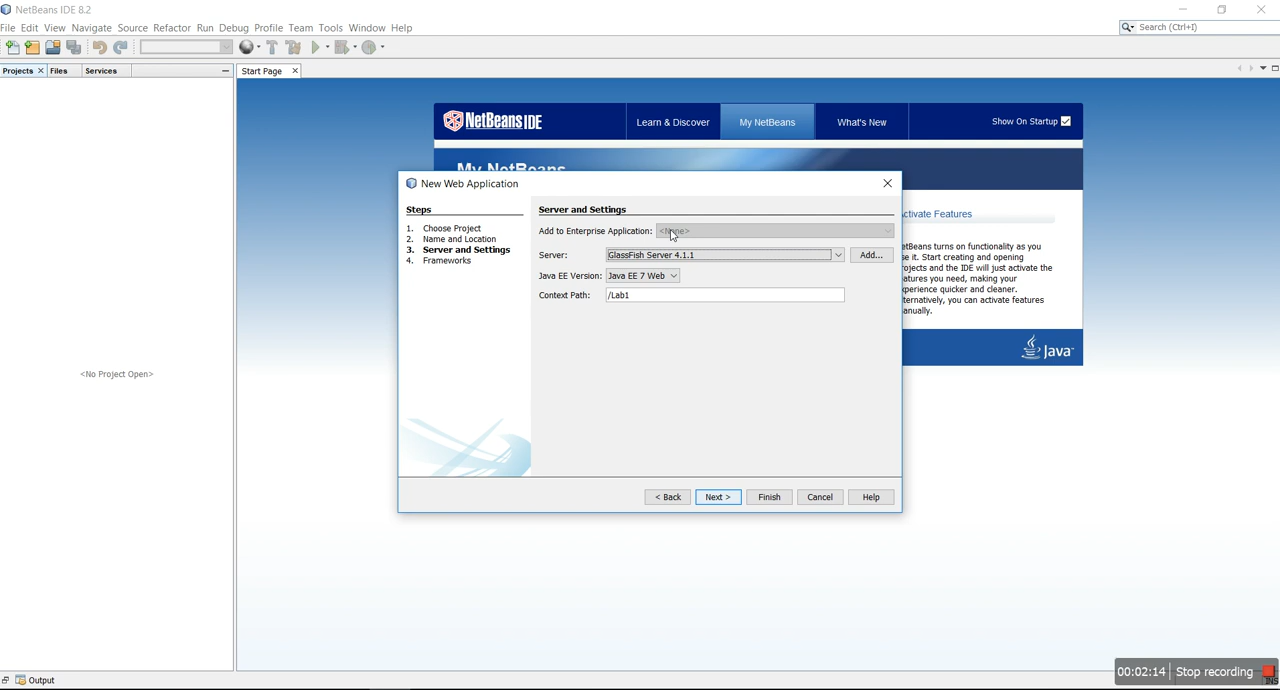 NetBeans IDE 8.2
File Edit View Navigate Source Refactor Run Debug Profile Team Tools Window Help
Search (Ctrl+I)
Projects Files Services
Start Page
NetBeans IDE
Learn & Discover
My NetBeans
What's New
Show On Startup
My NetBeans
New Web Application
Steps
1. Choose Project
2. Name and Location
3. Server and Settings
4. Frameworks
Server and Settings
Add to Enterprise Application: <None>
Server: GlassFish Server 4.1.1 Add...
Java EE Version: Java EE 7 Web
Context Path: /Lab1
< Back Next > Finish Cancel Help
ctivate Features
etBeans turns on functionality as you
se it. Start creating and opening
rojects and the IDE will just activate the
atures you need, making your
xperience quicker and cleaner.
ternatively, you can activate features
anually.
Java
<No Project Open>
Output
00:02:14 Stop recording
INS